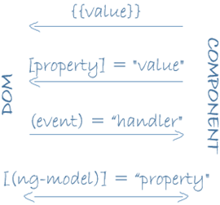 {{value}}
[property] = "value"
(event) = "handler"
[(ng-model)] = "property"
DOM
COMPONENT